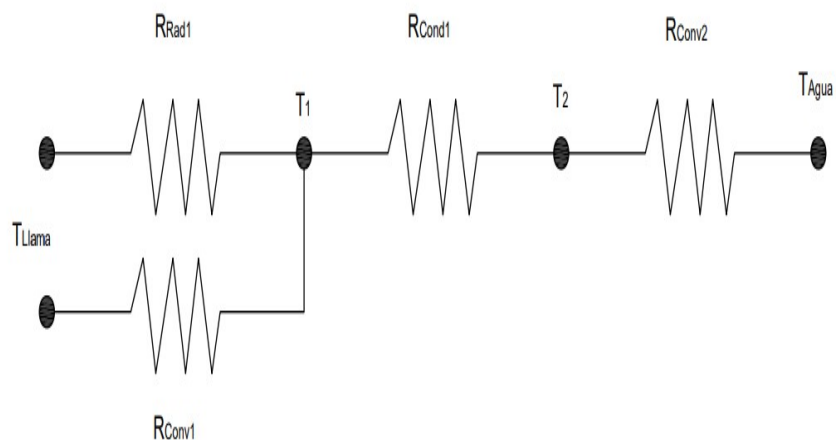 RRad1
RCond1
RConv2
T1
T2
TAgua
TLlama
RConv1